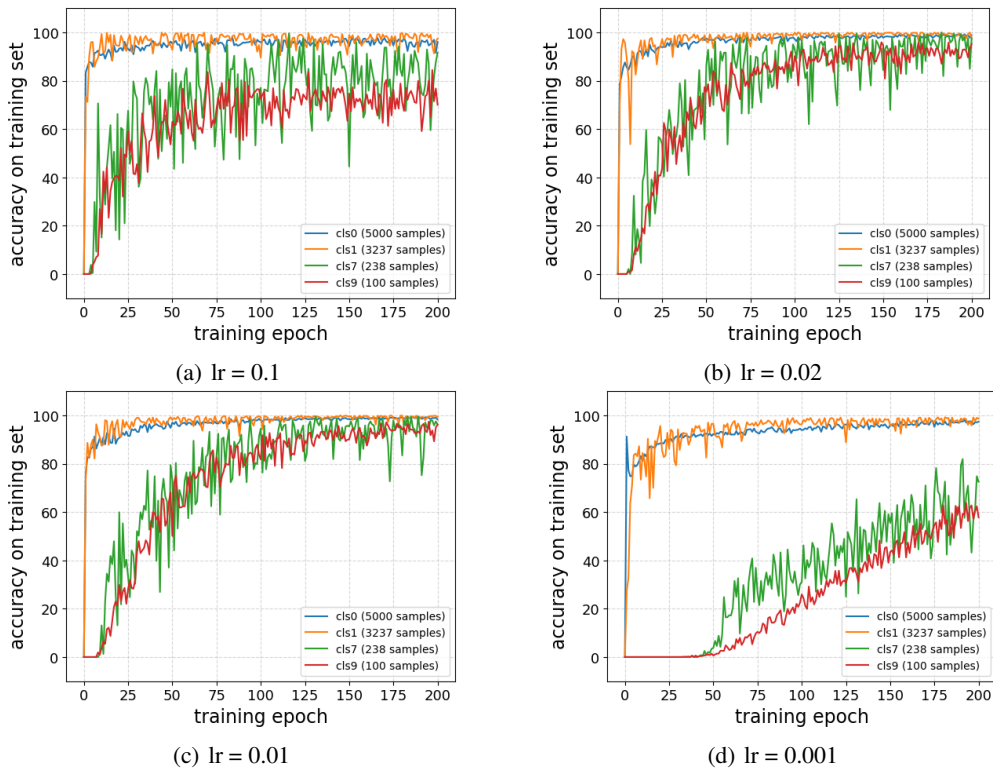 accuracy on training set
100
80
60
40
20
0
cls0 (5000 samples)
cls1 (3237 samples)
cls7 (238 samples)
cls9 (100 samples)
0 25 50 75 100 125 150 175 200
training epoch
(a) lr = 0.1
accuracy on training set
100
80
60
40
20
0
cls0 (5000 samples)
cls1 (3237 samples)
cls7 (238 samples)
cls9 (100 samples)
0 25 50 75 100 125 150 175 200
training epoch
(b) lr = 0.02
accuracy on training set
100
80
60
40
20
0
cls0 (5000 samples)
cls1 (3237 samples)
cls7 (238 samples)
cls9 (100 samples)
0 25 50 75 100 125 150 175 200
training epoch
(c) lr = 0.01
accuracy on training set
100
80
60
40
20
0
cls0 (5000 samples)
cls1 (3237 samples)
cls7 (238 samples)
cls9 (100 samples)
0 25 50 75 100 125 150 175 200
training epoch
(d) lr = 0.001